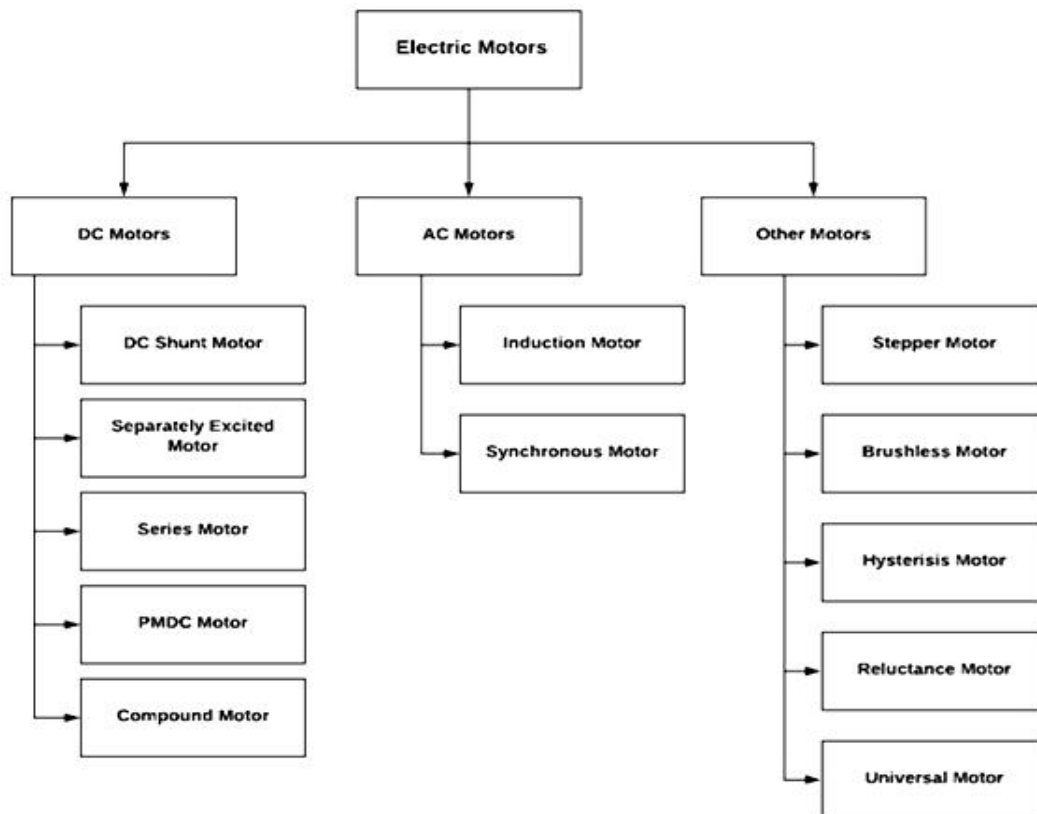 Electric Motors
DC Motors
AC Motors
Other Motors
DC Shunt Motor
Separately Excited
Motor
Series Motor
PMDC Motor
Compound Motor
Induction Motor
Synchronous Motor
Stepper Motor
Brushless Motor
Hysterisis Motor
Reluctance Motor
Universal Motor